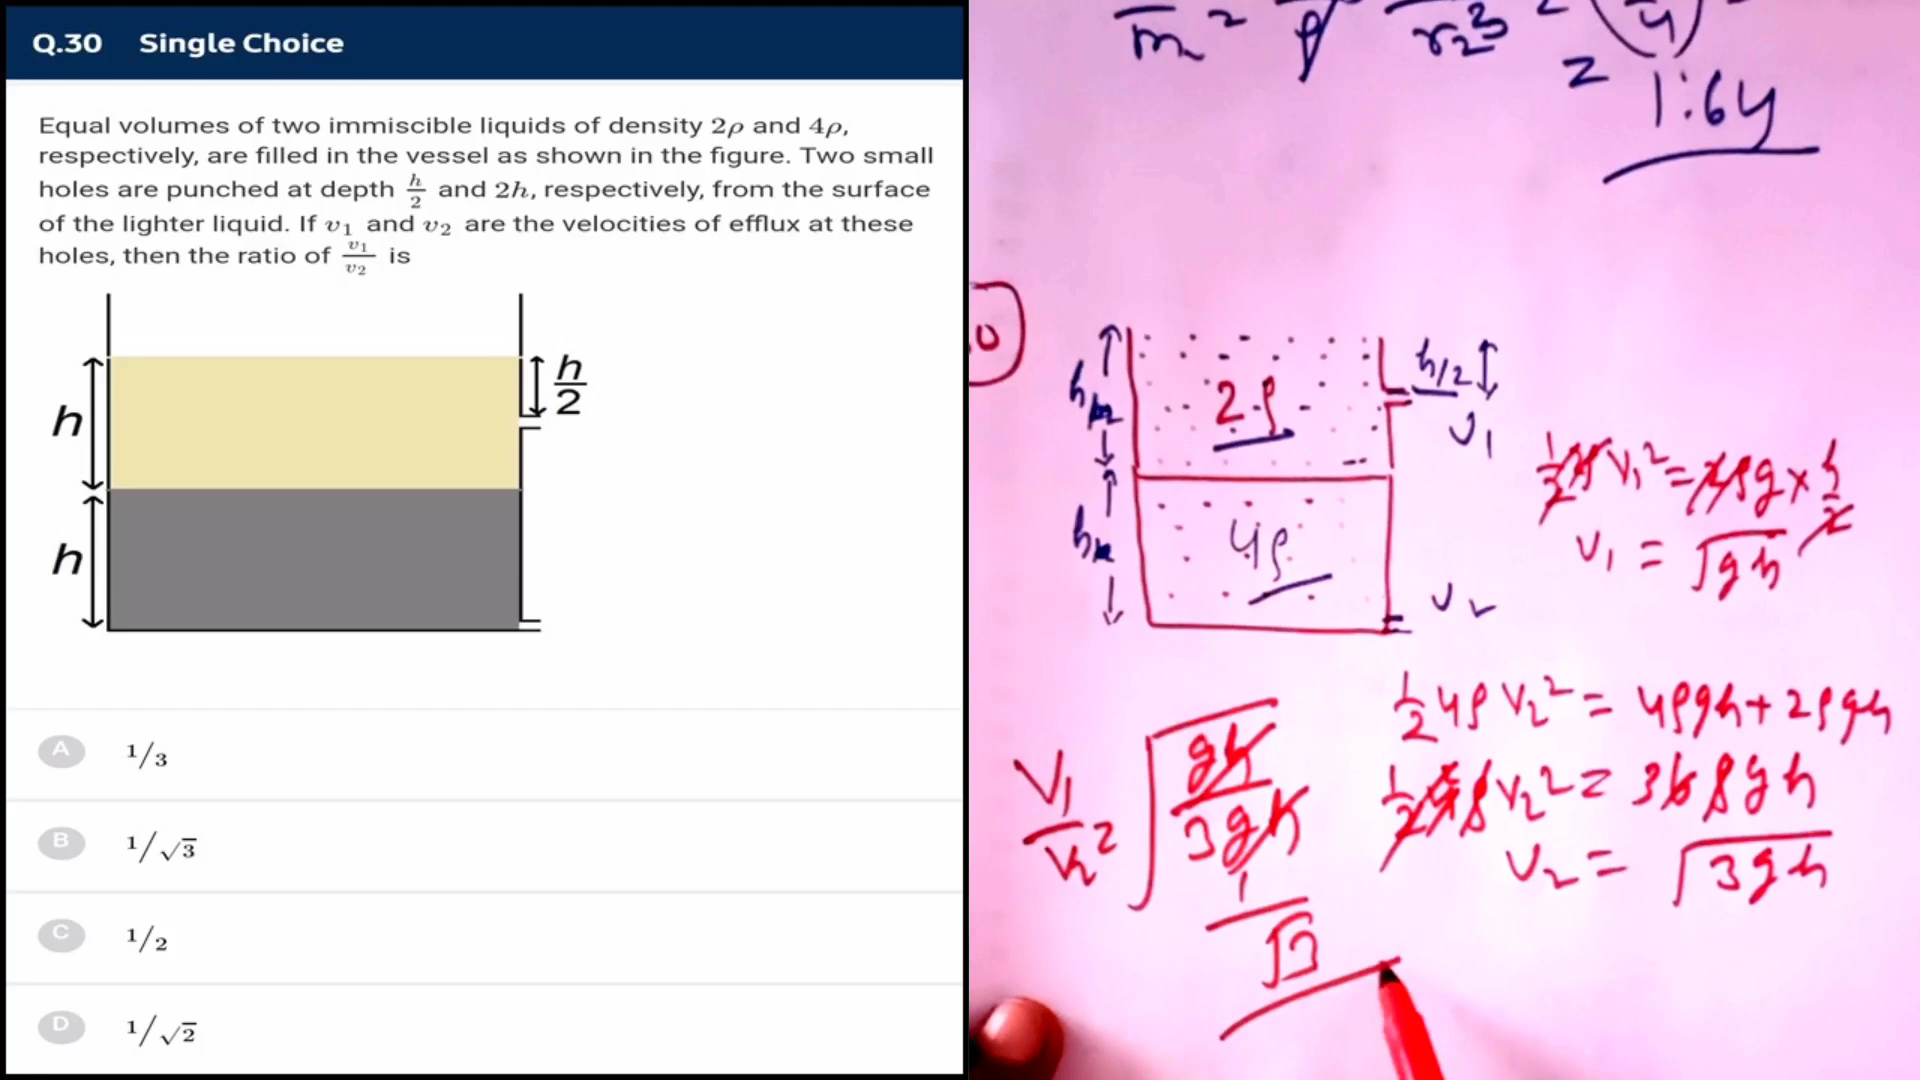 Q.30 Single Choice
Equal volumes of two immiscible liquids of density 2ρ and 4ρ,
respectively, are filled in the vessel as shown in the figure. Two small
holes are punched at depth h/2 and 2h, respectively, from the surface
of the lighter liquid. If v₁ and v₂ are the velocities of efflux at these
holes, then the ratio of v₁/v₂ is
h
h/2
h
A 1/3
B 1/√3
C 1/2
D 1/√2
1:64
2ρ
h/2
v₁
4ρ
v₂
v₁ = √gh
½ 4ρ v₂² = 4ρgh + 2ρgh
v₂ = √3gh
v₁/v₂ = √gh/3gh
1/√3